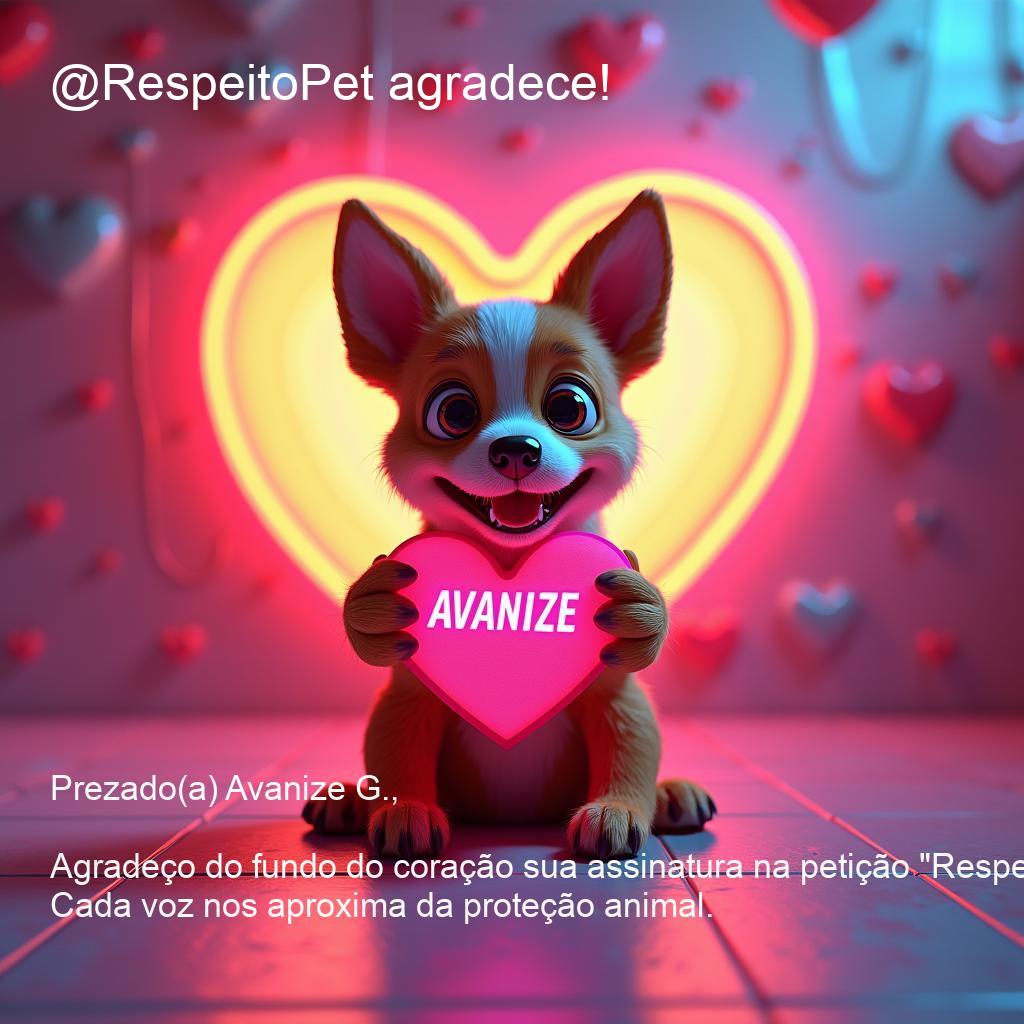 @RespeitoPet agradece!
AVANIZE
Prezado(a) Avanize G.,
Agradeço do fundo do coração sua assinatura na petição "Respe
Cada voz nos aproxima da proteção animal.